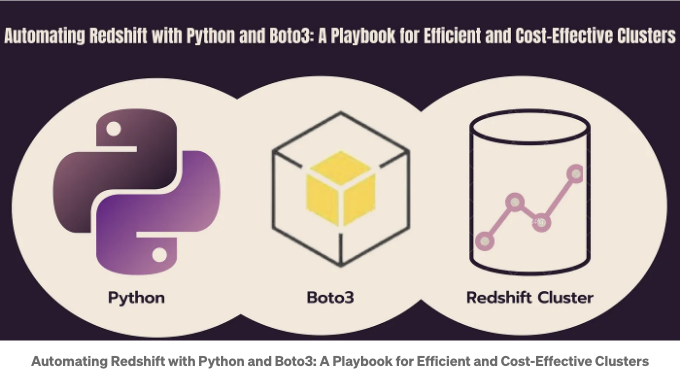 Automating Redshift with Python and Boto3: A Playbook for Efficient and Cost-Effective Clusters
Python
Boto3
Redshift Cluster
Automating Redshift with Python and Boto3: A Playbook for Efficient and Cost-Effective Clusters